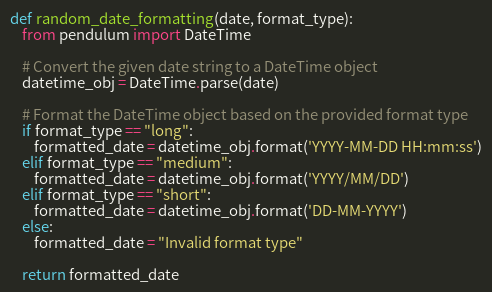 def random_date_formatting(date, format_type):
from pendulum import DateTime
# Convert the given date string to a DateTime object
datetime_obj = DateTime.parse(date)
# Format the DateTime object based on the provided format type
if format_type == "long":
formatted_date = datetime_obj.format('YYYY-MM-DD HH:mm:ss')
elif format_type == "medium":
formatted_date = datetime_obj.format('YYYY/MM/DD')
elif format_type == "short":
formatted_date = datetime_obj.format('DD-MM-YYYY')
else:
formatted_date = "Invalid format type"
return formatted_date